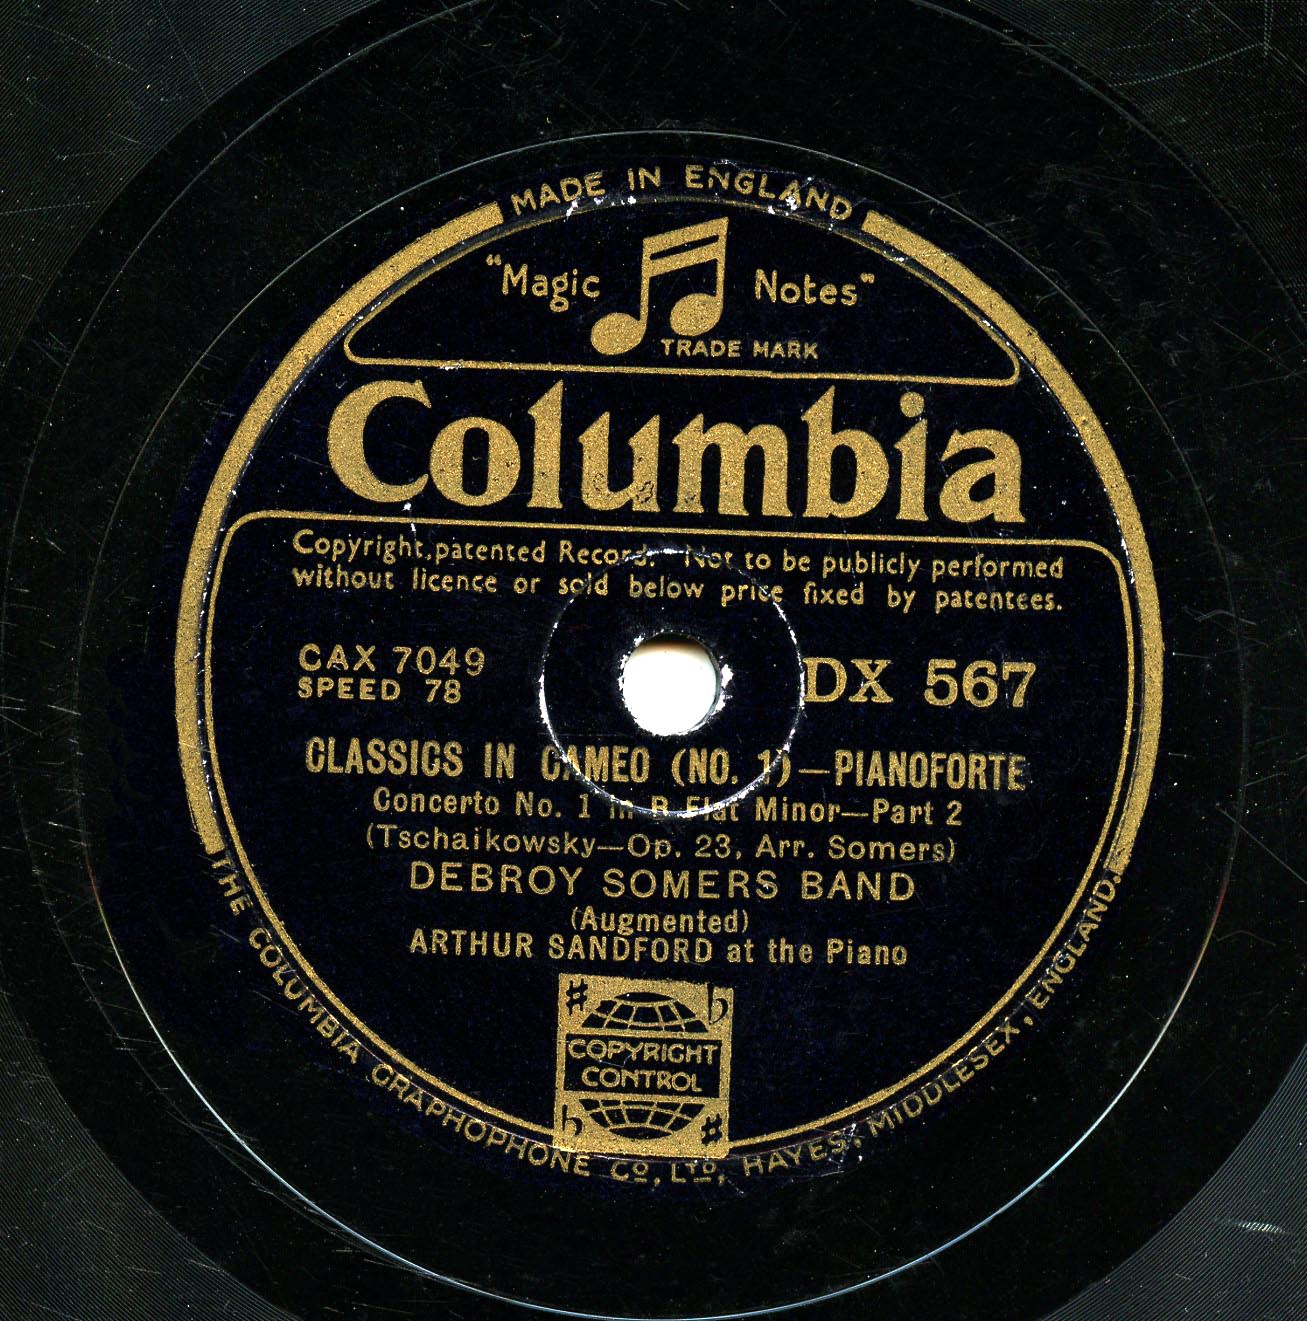 MADE IN ENGLAND
"Magic Notes"
TRADE MARK
Columbia
Copyright, patented Record. Not to be publicly performed
without licence or sold below price fixed by patentees.
CAX 7049
SPEED 78
DX 567
CLASSICS IN CAMEO (NO. 1)—PIANOFORTE
Concerto No. 1 in B Flat Minor—Part 2
(Tschaikowsky—Op. 23, Arr. Somers)
DEBROY SOMERS BAND
(Augmented)
ARTHUR SANDFORD at the Piano
COPYRIGHT
CONTROL
THE COLUMBIA GRAPHOPHONE CO, LTD, HAYES, MIDDLESEX, ENGLAND.